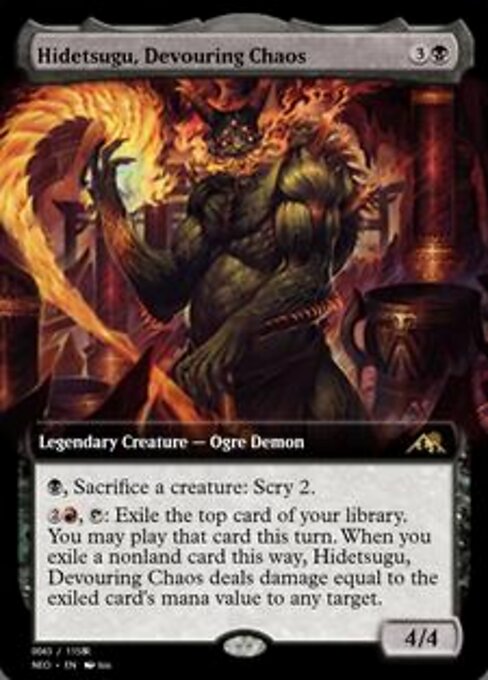 Hidetsugu, Devouring Chaos 3
Legendary Creature — Ogre Demon
, Sacrifice a creature: Scry 2.
2, : Exile the top card of your library.
You may play that card this turn. When you
exile a nonland card this way, Hidetsugu,
Devouring Chaos deals damage equal to the
exiled card's mana value to any target.
4/4
NEO • EN